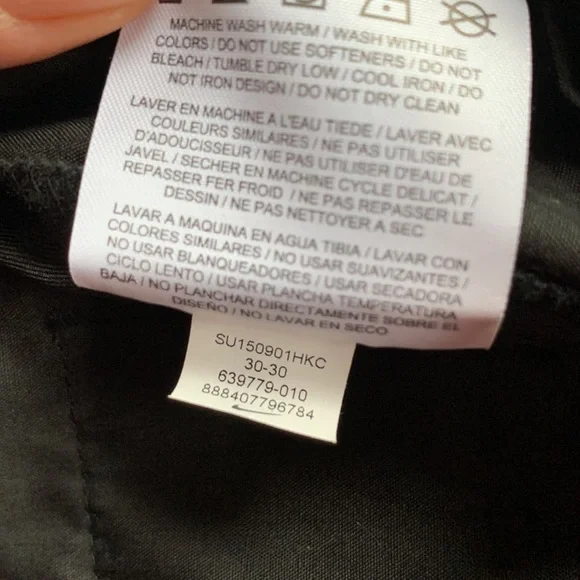 MACHINE WASH WARM / WASH WITH LIKE
COLORS / DO NOT USE SOFTENERS / DO NOT
BLEACH / TUMBLE DRY LOW / COOL IRON / DO
NOT IRON DESIGN / DO NOT DRY CLEAN
LAVER EN MACHINE A L'EAU TIEDE / LAVER AVEC
COULEURS SIMILAIRES / NE PAS UTILISER
D'ADOUCISSEUR / NE PAS UTILISER D'EAU DE
JAVEL / SECHER EN MACHINE CYCLE DELICAT /
REPASSER FER FROID / NE PAS REPASSER LE
DESSIN / NE PAS NETTOYER A SEC
LAVAR A MAQUINA EN AGUA TIBIA / LAVAR CON
COLORES SIMILARES / NO USAR SUAVIZANTES /
NO USAR BLANQUEADORES / USAR SECADORA
CICLO LENTO / USAR PLANCHA TEMPERATURA
BAJA / NO PLANCHAR DIRECTAMENTE SOBRE EL
DISEÑO / NO LAVAR EN SECO
SU150901HKC
30-30
639779-010
888407796784